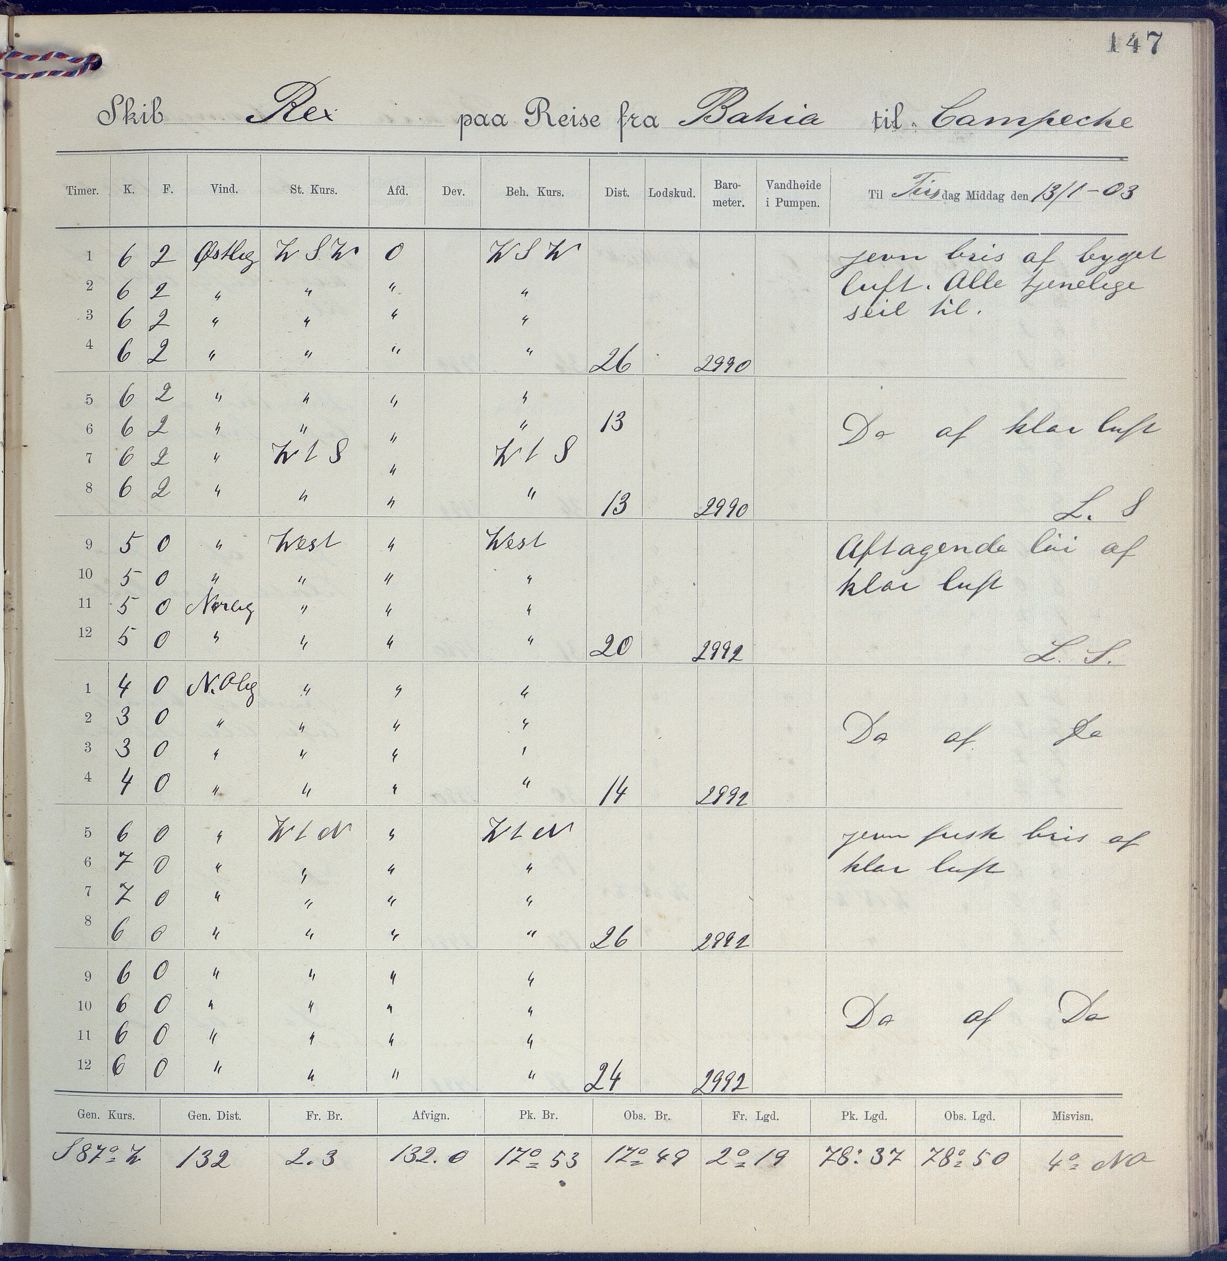 147
Skib Rex paa Reise fra Bahia til Campeche
Timer. K. F. Vind. St. Kurs. Afd. Dev. Beh. Kurs. Dist. Lodskud. Baro-meter. Vandhøide i Pumpen. Til Tirsdag Middag den 13/1-03
1 6 2 Østlig W S W 0 W S W jevn bris af byget
2 6 2 " " " " luft. Alle tjenelige
3 6 2 " " " " seil til.
4 6 2 " " " " 26 2990
5 6 2 " " " "
6 6 2 " " " " 13 Do af klar luft
7 6 2 " W t S " W t S
8 6 2 " " " " 13 2990 L. S
9 5 0 " West " West Aftagende löi af
10 5 0 " " " " klar luft
11 5 0 Norlig " " "
12 5 0 " " " " 20 2992 L. S.
1 4 0 N.Olig " " "
2 3 0 " " " " Do af Do
3 3 0 " " " "
4 4 0 " " " " 14 2992
5 6 0 " W t N " W t N jevn frisk bris af
6 7 0 " " " " klar luft
7 7 0 " " " "
8 6 0 " " " " 26 2992
9 6 0 " " " "
10 6 0 " " " " Do af Do
11 6 0 " " " "
12 6 0 " " " " 24 2992
Gen. Kurs. Gen. Dist. Fr. Br. Afvign. Pk. Br. Obs. Br. Fr. Lgd. Pk. Lgd. Obs. Lgd. Misvisn.
S 87° W 132 2.3 132.0 17° 53 17° 49 2° 19 78: 37 78° 50 4° NO